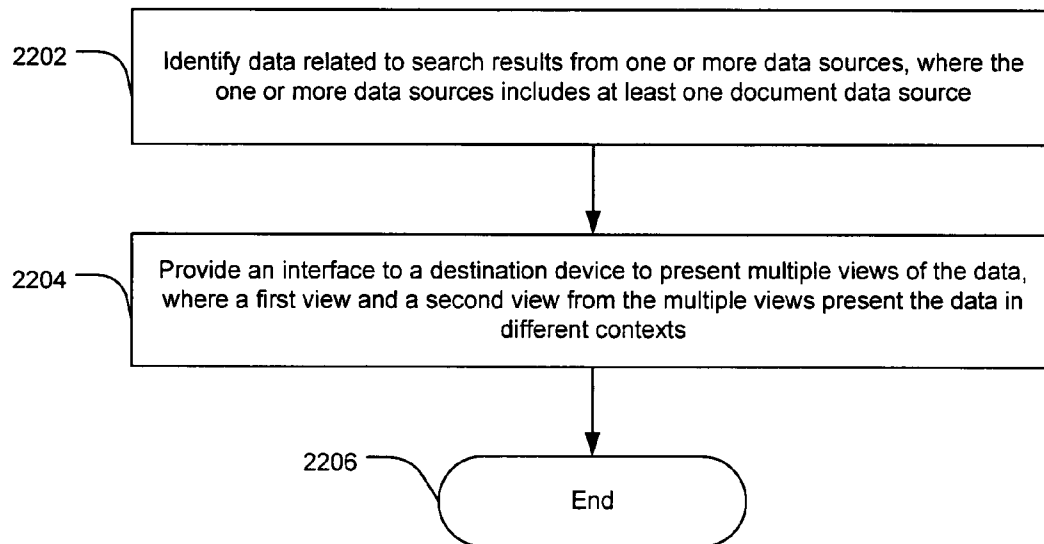 2202
Identify data related to search results from one or more data sources, where the
one or more data sources includes at least one document data source
2204
Provide an interface to a destination device to present multiple views of the data,
where a first view and a second view from the multiple views present the data in
different contexts
2206
End